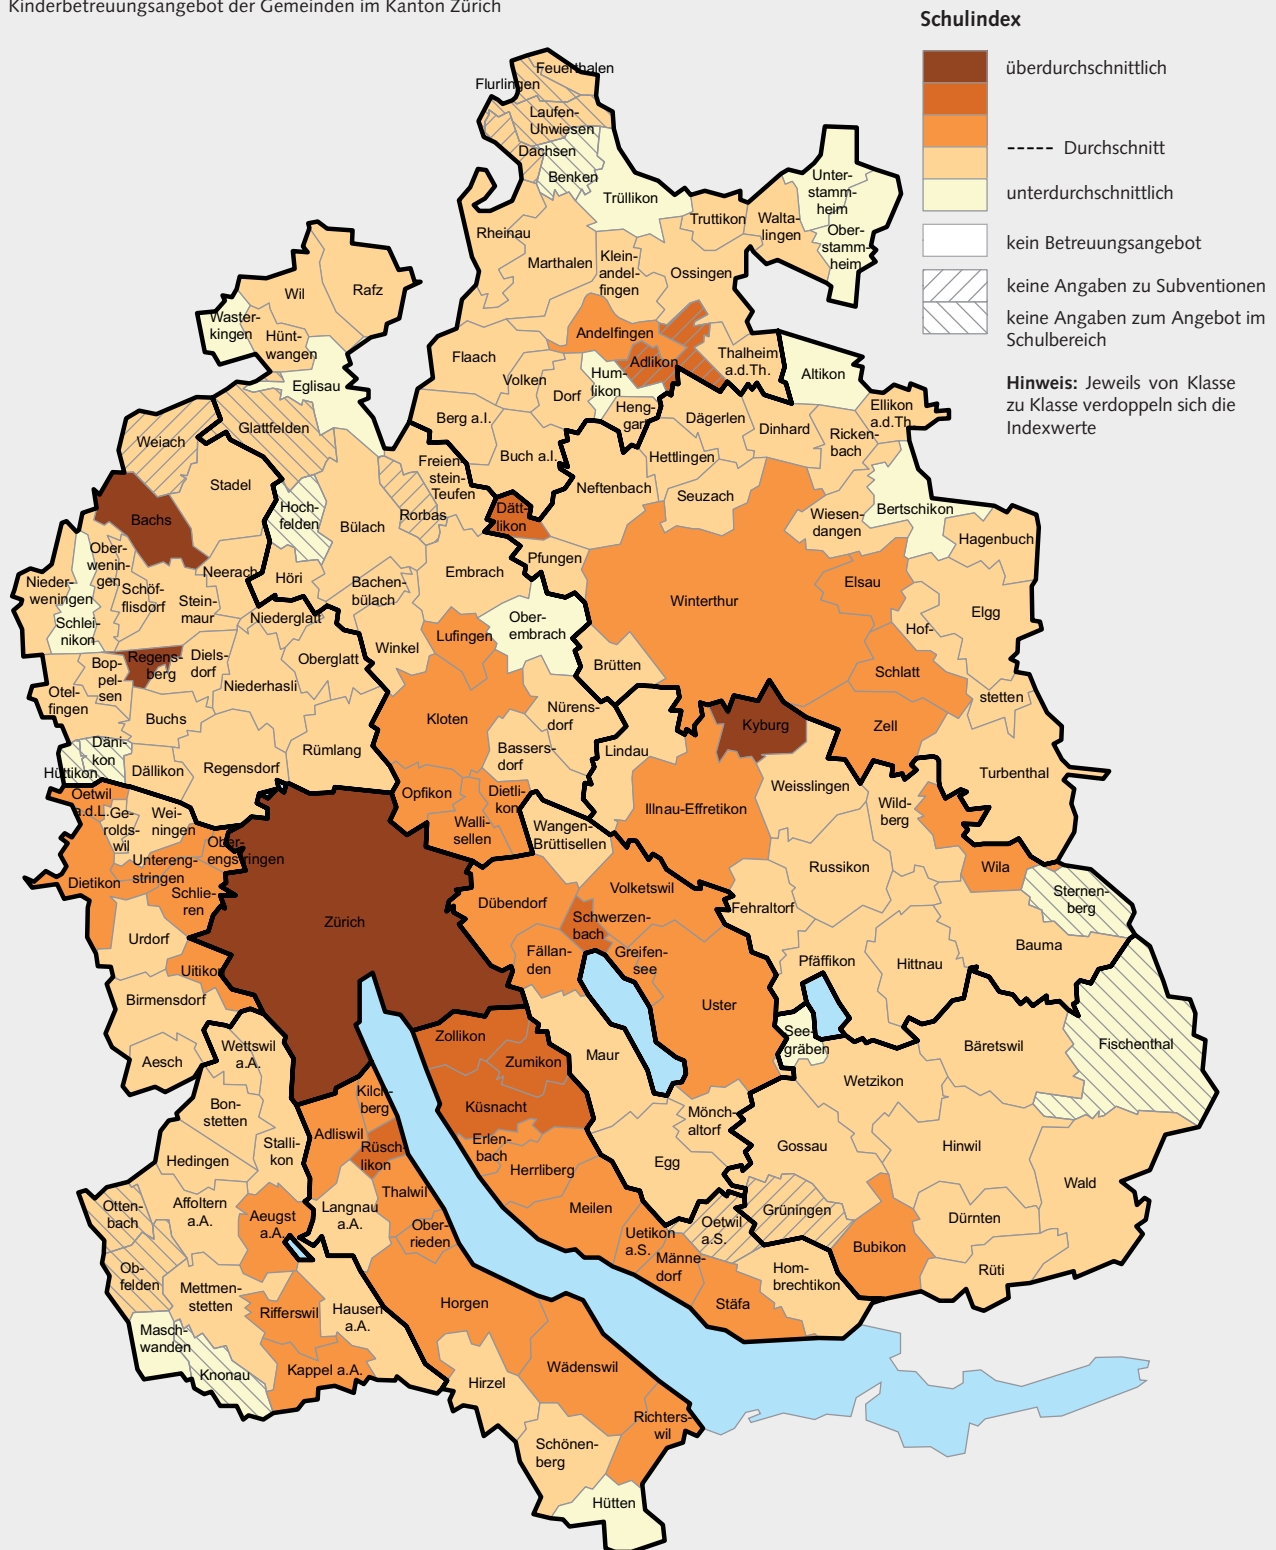 Kinderbetreuungsangebot der Gemeinden im Kanton Zürich
Schulindex
überdurchschnittlich
Durchschnitt
unterdurchschnittlich
kein Betreuungsangebot
keine Angaben zu Subventionen
keine Angaben zum Angebot im
Schulbereich
Hinweis: Jeweils von Klasse
zu Klasse verdoppeln sich die
Indexwerte
Feuerthalen
Flurlingen
Laufen-
Uhwiesen
Dachsen
Benken
Trüllikon
Unter-
stamm-
heim
Ober-
stamm-
heim
Truttikon
Walta-
lingen
Rheinau
Marthalen
Klein-
andel-
fingen
Ossingen
Wil
Rafz
Waster-
kingen
Hünt-
wangen
Eglisau
Andelfingen
Adlikon
Thalheim
a.d.Th.
Altikon
Flaach
Volken
Dorf
Hum-
likon
Heng-
gart
Berg a.I.
Buch a.I.
Dägerlen
Dinhard
Ellikon
a.d.Th.
Ricken-
bach
Weiach
Glattfelden
Stadel
Freien-
stein-
Teufen
Rorbas
Neftenbach
Hettlingen
Seuzach
Wiesen-
dangen
Bertschikon
Hagenbuch
Bachs
Hoch-
felden
Bülach
Dätt-
likon
Pfungen
Embrach
Ober-
wenin-
gen
Nieder-
weningen
Schöf-
flisdorf
Neerach
Stein-
maur
Höri
Bachen-
bülach
Winterthur
Elsau
Elgg
Hof-
stetten
Schlei-
nikon
Niederglatt
Winkel
Lufingen
Ober-
embrach
Brütten
Schlatt
Regens-
berg
Diels-
dorf
Oberglatt
Bop-
pel-
sen
Niederhasli
Otel-
fingen
Buchs
Kloten
Nürens-
dorf
Bassers-
dorf
Lindau
Kyburg
Zell
Turbenthal
Däni-
kon
Hüttikon
Dällikon
Regensdorf
Rümlang
Opfikon
Dietli-
kon
Walli-
sellen
Wangen-
Brüttisellen
Illnau-Effretikon
Weisslingen
Wild-
berg
Russikon
Wila
Oetwil
a.d.L.
Ge-
rolds-
wil
Wei-
ningen
Ober-
engstringen
Untereng-
stringen
Dietikon
Schlie-
ren
Urdorf
Uitikon
Birmensdorf
Aesch
Zürich
Dübendorf
Volketswil
Schwerzen-
bach
Fällan-
den
Greifen-
see
Uster
Fehraltorf
Pfäffikon
Hittnau
Sternen-
berg
Bauma
Fischenthal
Bäretswil
See-
gräben
Wetzikon
Maur
Zollikon
Zumikon
Küsnacht
Erlen-
bach
Herrliberg
Meilen
Wettswil
a.A.
Bon-
stetten
Stalli-
kon
Hedingen
Kilch-
berg
Adliswil
Rüsch-
likon
Thalwil
Langnau
a.A.
Ober-
rieden
Mönch-
altorf
Egg
Gossau
Hinwil
Wald
Dürnten
Rüti
Grüningen
Bubikon
Otten-
bach
Affoltern
a.A.
Aeugst
a.A.
Ob-
felden
Mettmen-
stetten
Rifferswil
Hausen
a.A.
Kappel a.A.
Masch-
wanden
Knonau
Uetikon
a.S.
Oetwil
a.S.
Männe-
dorf
Stäfa
Hom-
brechtikon
Horgen
Hirzel
Wädenswil
Richters-
wil
Schönen-
berg
Hütten